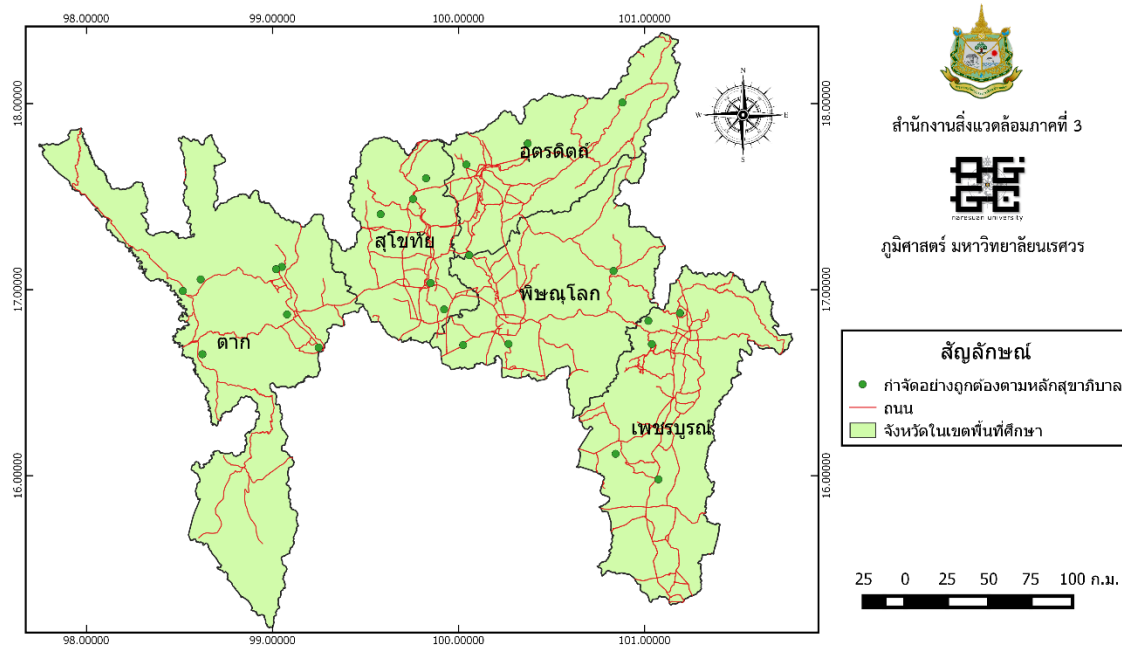 98.00000 99.00000 100.00000 101.00000
18.00000 18.00000
17.00000 17.00000
16.00000 16.00000
98.00000 99.00000 100.00000 101.00000
N
W E
S
อุตรดิตถ์
สุโขทัย
พิษณุโลก
ตาก
เพชรบูรณ์
สำนักงานสิ่งแวดล้อมภาคที่ 3
naresuan university
ภูมิศาสตร์ มหาวิทยาลัยนเรศวร
สัญลักษณ์
กำจัดอย่างถูกต้องตามหลักสุขาภิบาล
ถนน
จังหวัดในเขตพื้นที่ศึกษา
25 0 25 50 75 100 ก.ม.